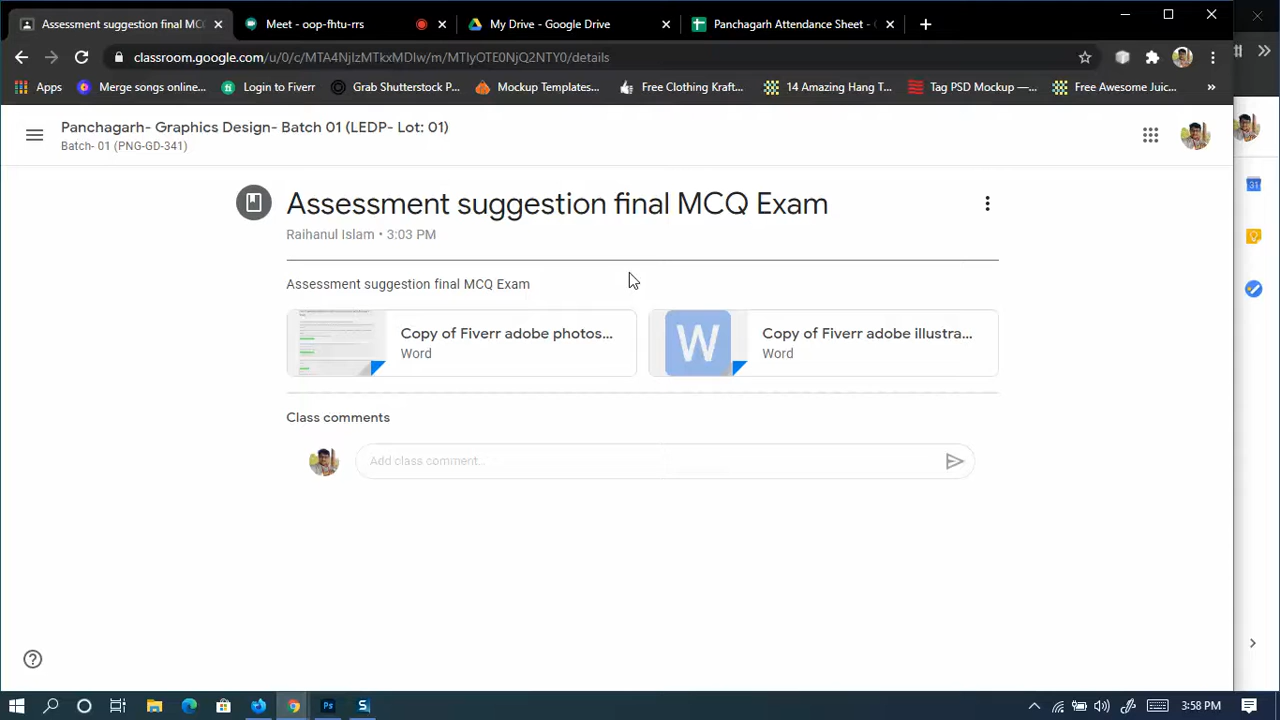 Assessment suggestion final MC
Meet - oop-fhtu-rrs
My Drive - Google Drive
Panchagarh Attendance Sheet -
classroom.google.com/u/0/c/MTA4NjIzMTkxMDIw/m/MTIyOTE0NjQ2NTY0/details
Apps
Merge songs online...
Login to Fiverr
Grab Shutterstock P...
Mockup Templates...
Free Clothing Kraft...
14 Amazing Hang T...
Tag PSD Mockup —...
Free Awesome Juic...
Panchagarh- Graphics Design- Batch 01 (LEDP- Lot: 01)
Batch- 01 (PNG-GD-341)
31
Assessment suggestion final MCQ Exam
Raihanul Islam • 3:03 PM
Assessment suggestion final MCQ Exam
Copy of Fiverr adobe photos...
Word
W
Copy of Fiverr adobe illustra...
Word
Class comments
Add class comment...
Ps
S
3:58 PM